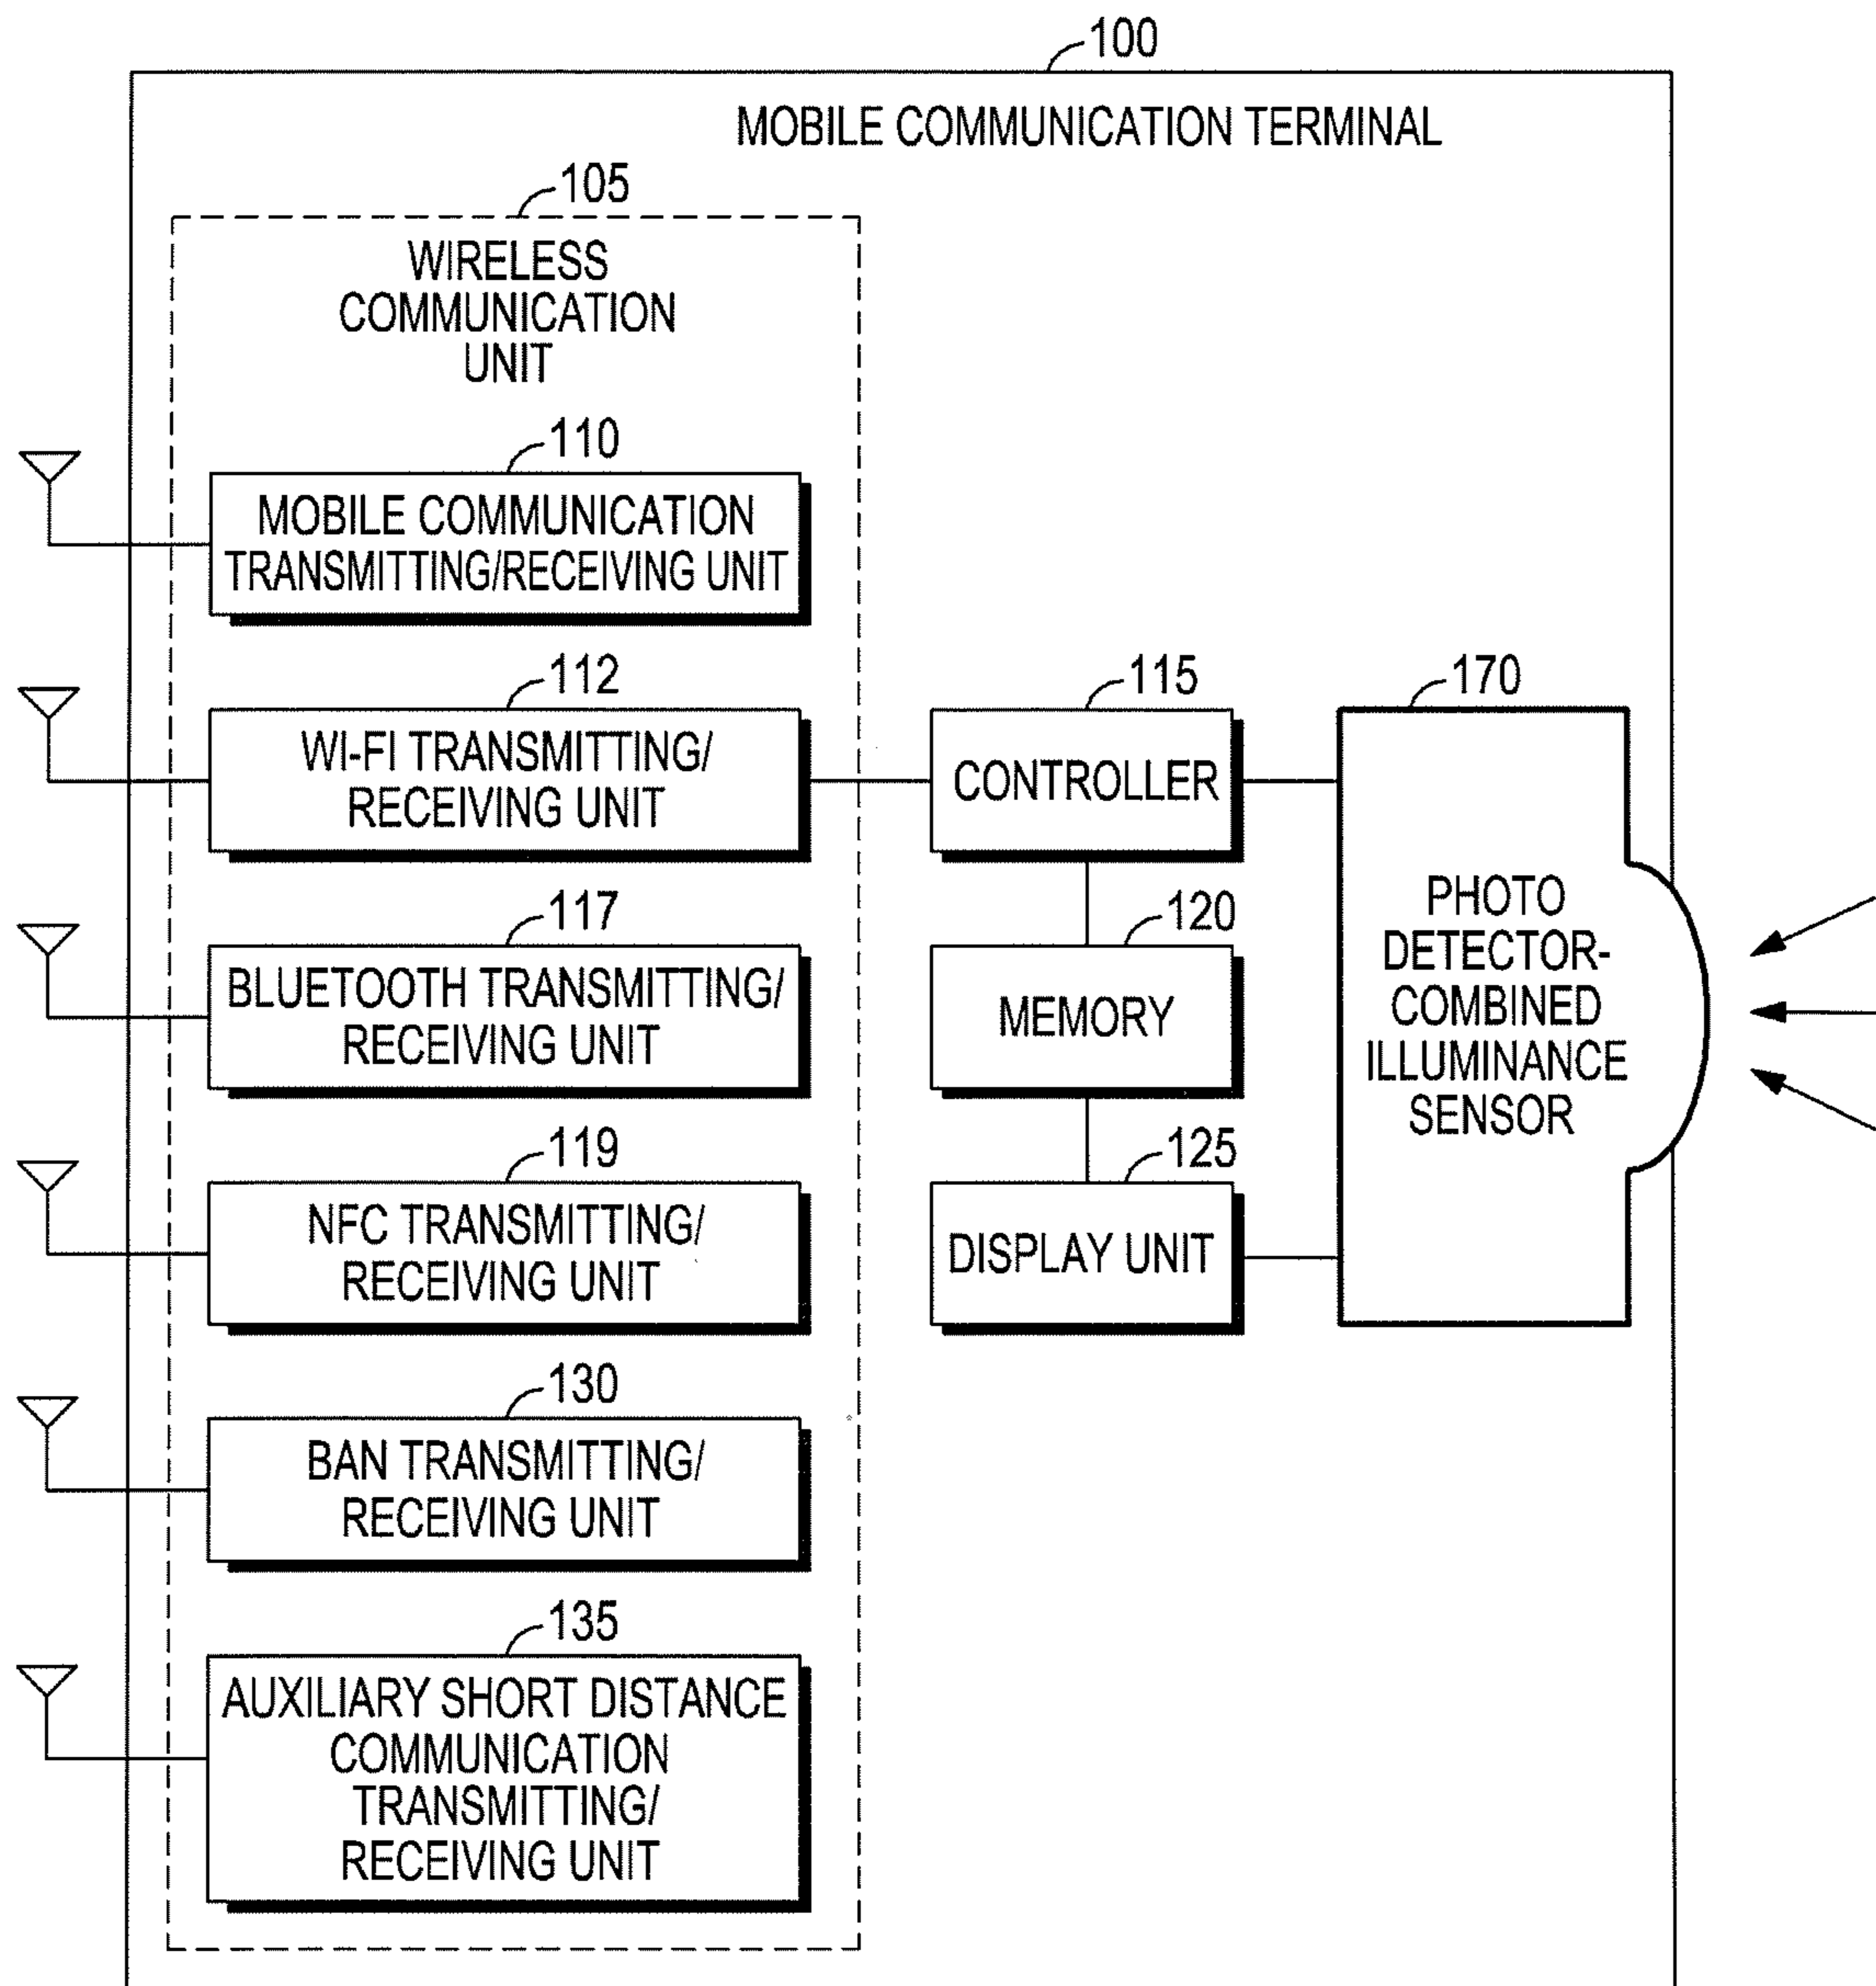 100
MOBILE COMMUNICATION TERMINAL
105
WIRELESS
COMMUNICATION
UNIT
110
MOBILE COMMUNICATION
TRANSMITTING/RECEIVING UNIT
112
WI-FI TRANSMITTING/
RECEIVING UNIT
115
CONTROLLER
170
PHOTO
DETECTOR-
COMBINED
ILLUMINANCE
SENSOR
117
BLUETOOTH TRANSMITTING/
RECEIVING UNIT
120
MEMORY
119
NFC TRANSMITTING/
RECEIVING UNIT
125
DISPLAY UNIT
130
BAN TRANSMITTING/
RECEIVING UNIT
135
AUXILIARY SHORT DISTANCE
COMMUNICATION
TRANSMITTING/
RECEIVING UNIT